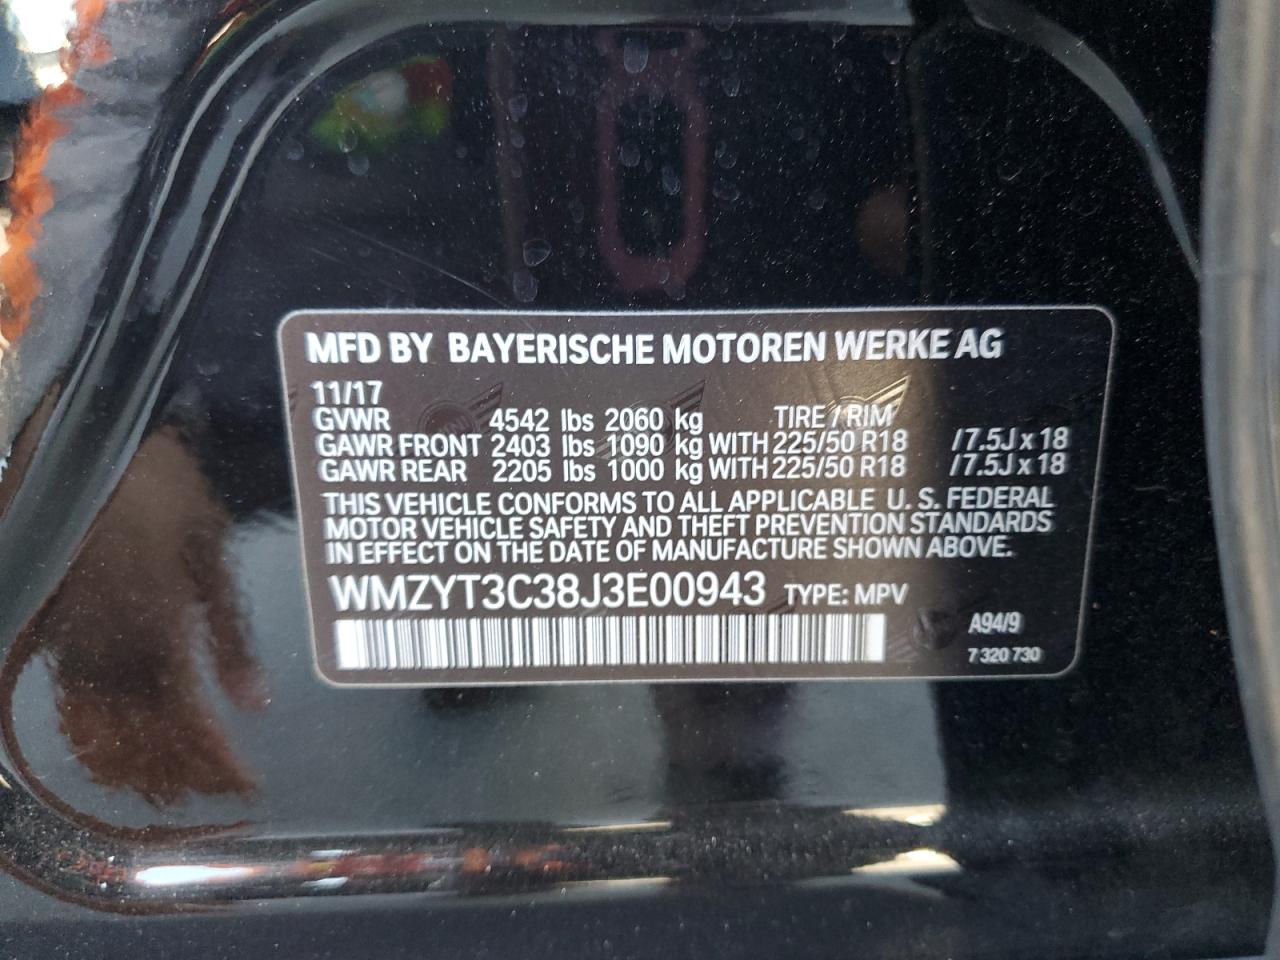 MFD BY BAYERISCHE MOTOREN WERKE AG
11/17
GVWR 4542 lbs 2060 kg TIRE / RIM
GAWR FRONT 2403 lbs 1090 kg WITH 225/50 R18 /7.5J x 18
GAWR REAR 2205 lbs 1000 kg WITH 225/50 R18 /7.5J x 18
THIS VEHICLE CONFORMS TO ALL APPLICABLE U. S. FEDERAL
MOTOR VEHICLE SAFETY AND THEFT PREVENTION STANDARDS
IN EFFECT ON THE DATE OF MANUFACTURE SHOWN ABOVE.
WMZYT3C38J3E00943 TYPE: MPV
A94/9
7 320 730